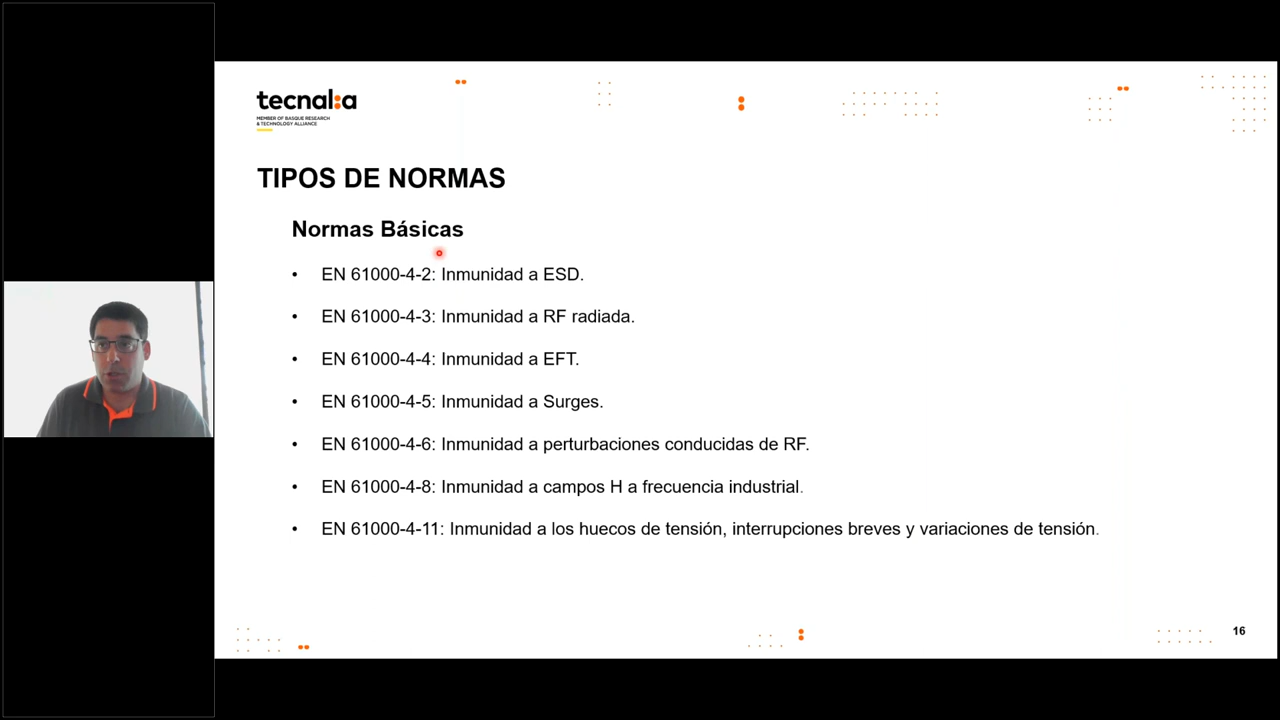 tecnal:a
MEMBER OF BASQUE RESEARCH
& TECHNOLOGY ALLIANCE
TIPOS DE NORMAS
Normas Básicas
• EN 61000-4-2: Inmunidad a ESD.
• EN 61000-4-3: Inmunidad a RF radiada.
• EN 61000-4-4: Inmunidad a EFT.
• EN 61000-4-5: Inmunidad a Surges.
• EN 61000-4-6: Inmunidad a perturbaciones conducidas de RF.
• EN 61000-4-8: Inmunidad a campos H a frecuencia industrial.
• EN 61000-4-11: Inmunidad a los huecos de tensión, interrupciones breves y variaciones de tensión.
16